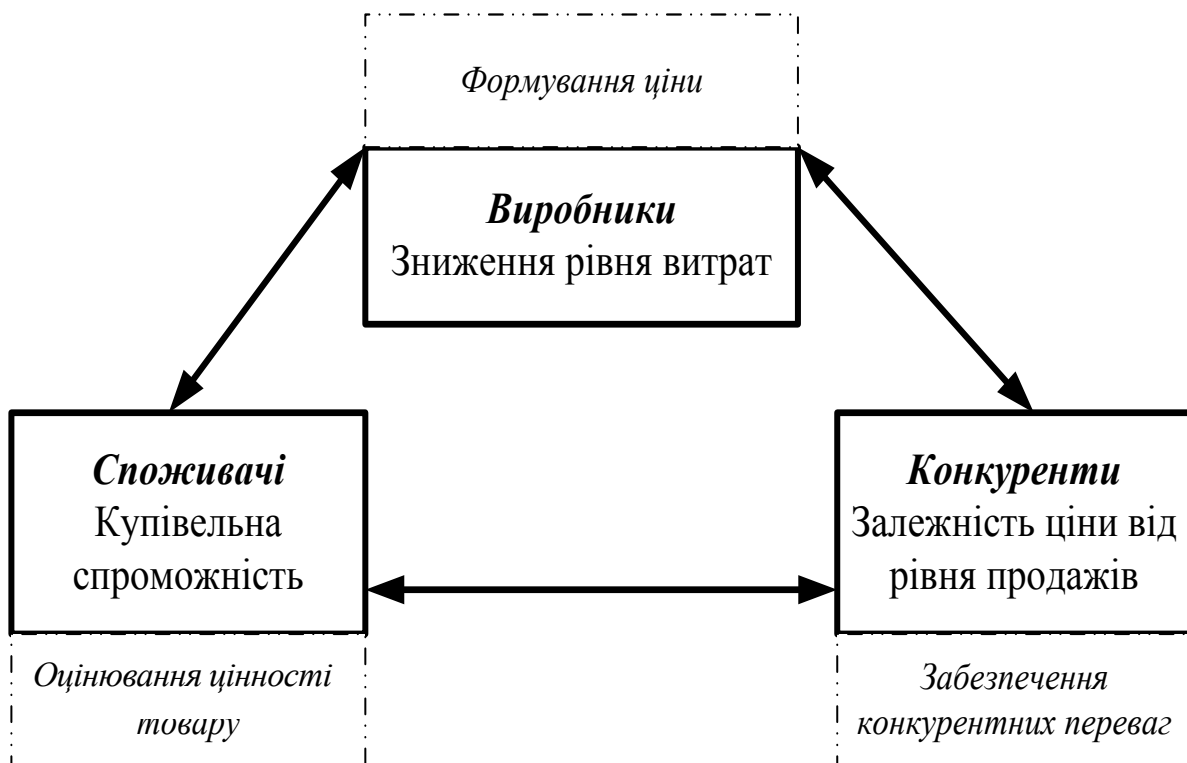 Формування ціни
Виробники
Зниження рівня витрат
Споживачі
Купівельна
спроможність
Оцінювання цінності
товару
Конкуренти
Залежність ціни від
рівня продажів
Забезпечення
конкурентних переваг